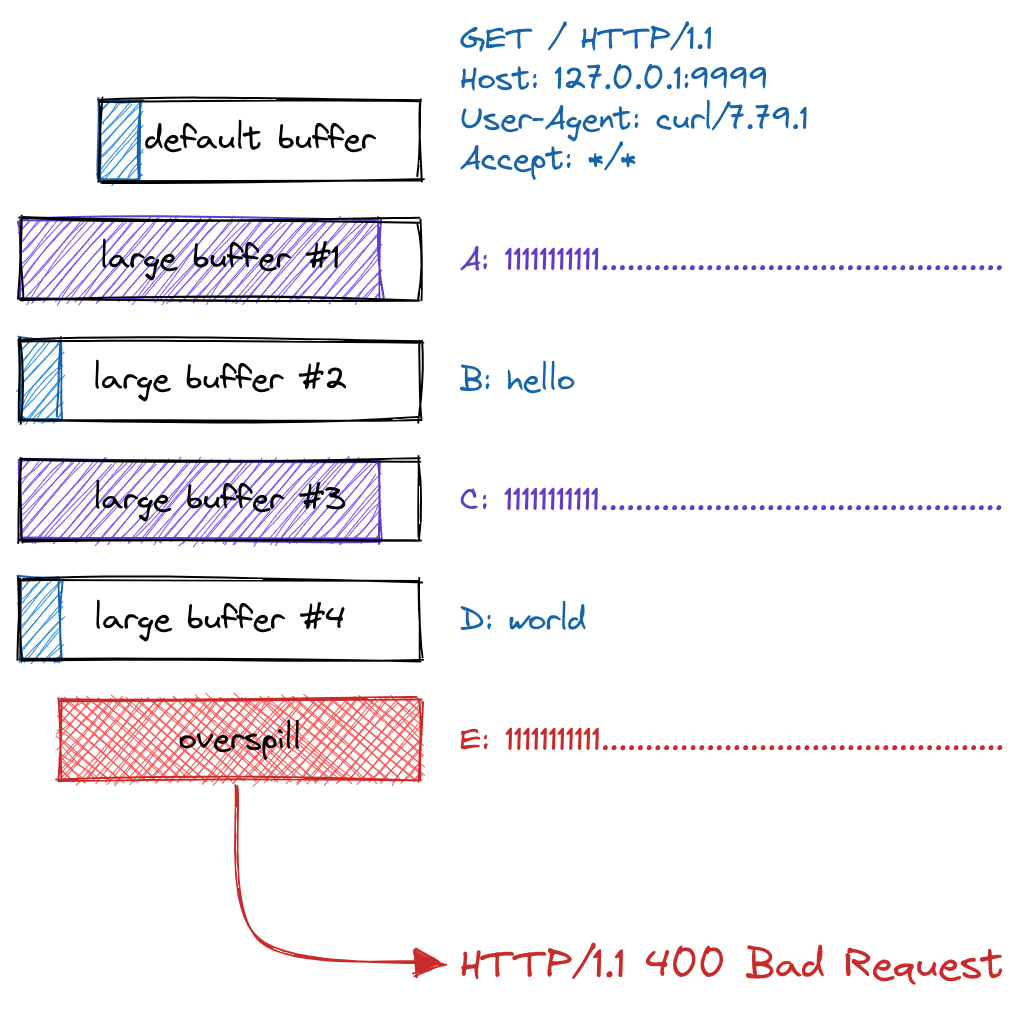 GET / HTTP/1.1
Host: 127.0.0.1:9999
User-Agent: curl/7.79.1
Accept: */*
default buffer
large buffer #1
A: 11111111111...........................................
large buffer #2
B: hello
large buffer #3
C: 11111111111...........................................
large buffer #4
D: world
overspill
E: 11111111111...........................................
HTTP/1.1 400 Bad Request